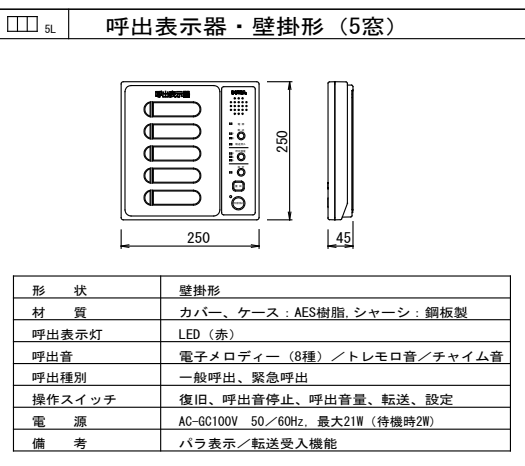 5L 呼出表示器・壁掛形（5窓）
呼出表示器
250
250
45
形　状 壁掛形
材　質 カバー、ケース：AES樹脂,シャーシ：鋼板製
呼出表示灯 LED（赤）
呼出音 電子メロディー（8種）／トレモロ音／チャイム音
呼出種別 一般呼出、緊急呼出
操作スイッチ 復旧、呼出音停止、呼出音量、転送、設定
電　源 AC-GC100V 50／60Hz, 最大21W（待機時2W）
備　考 パラ表示／転送受入機能